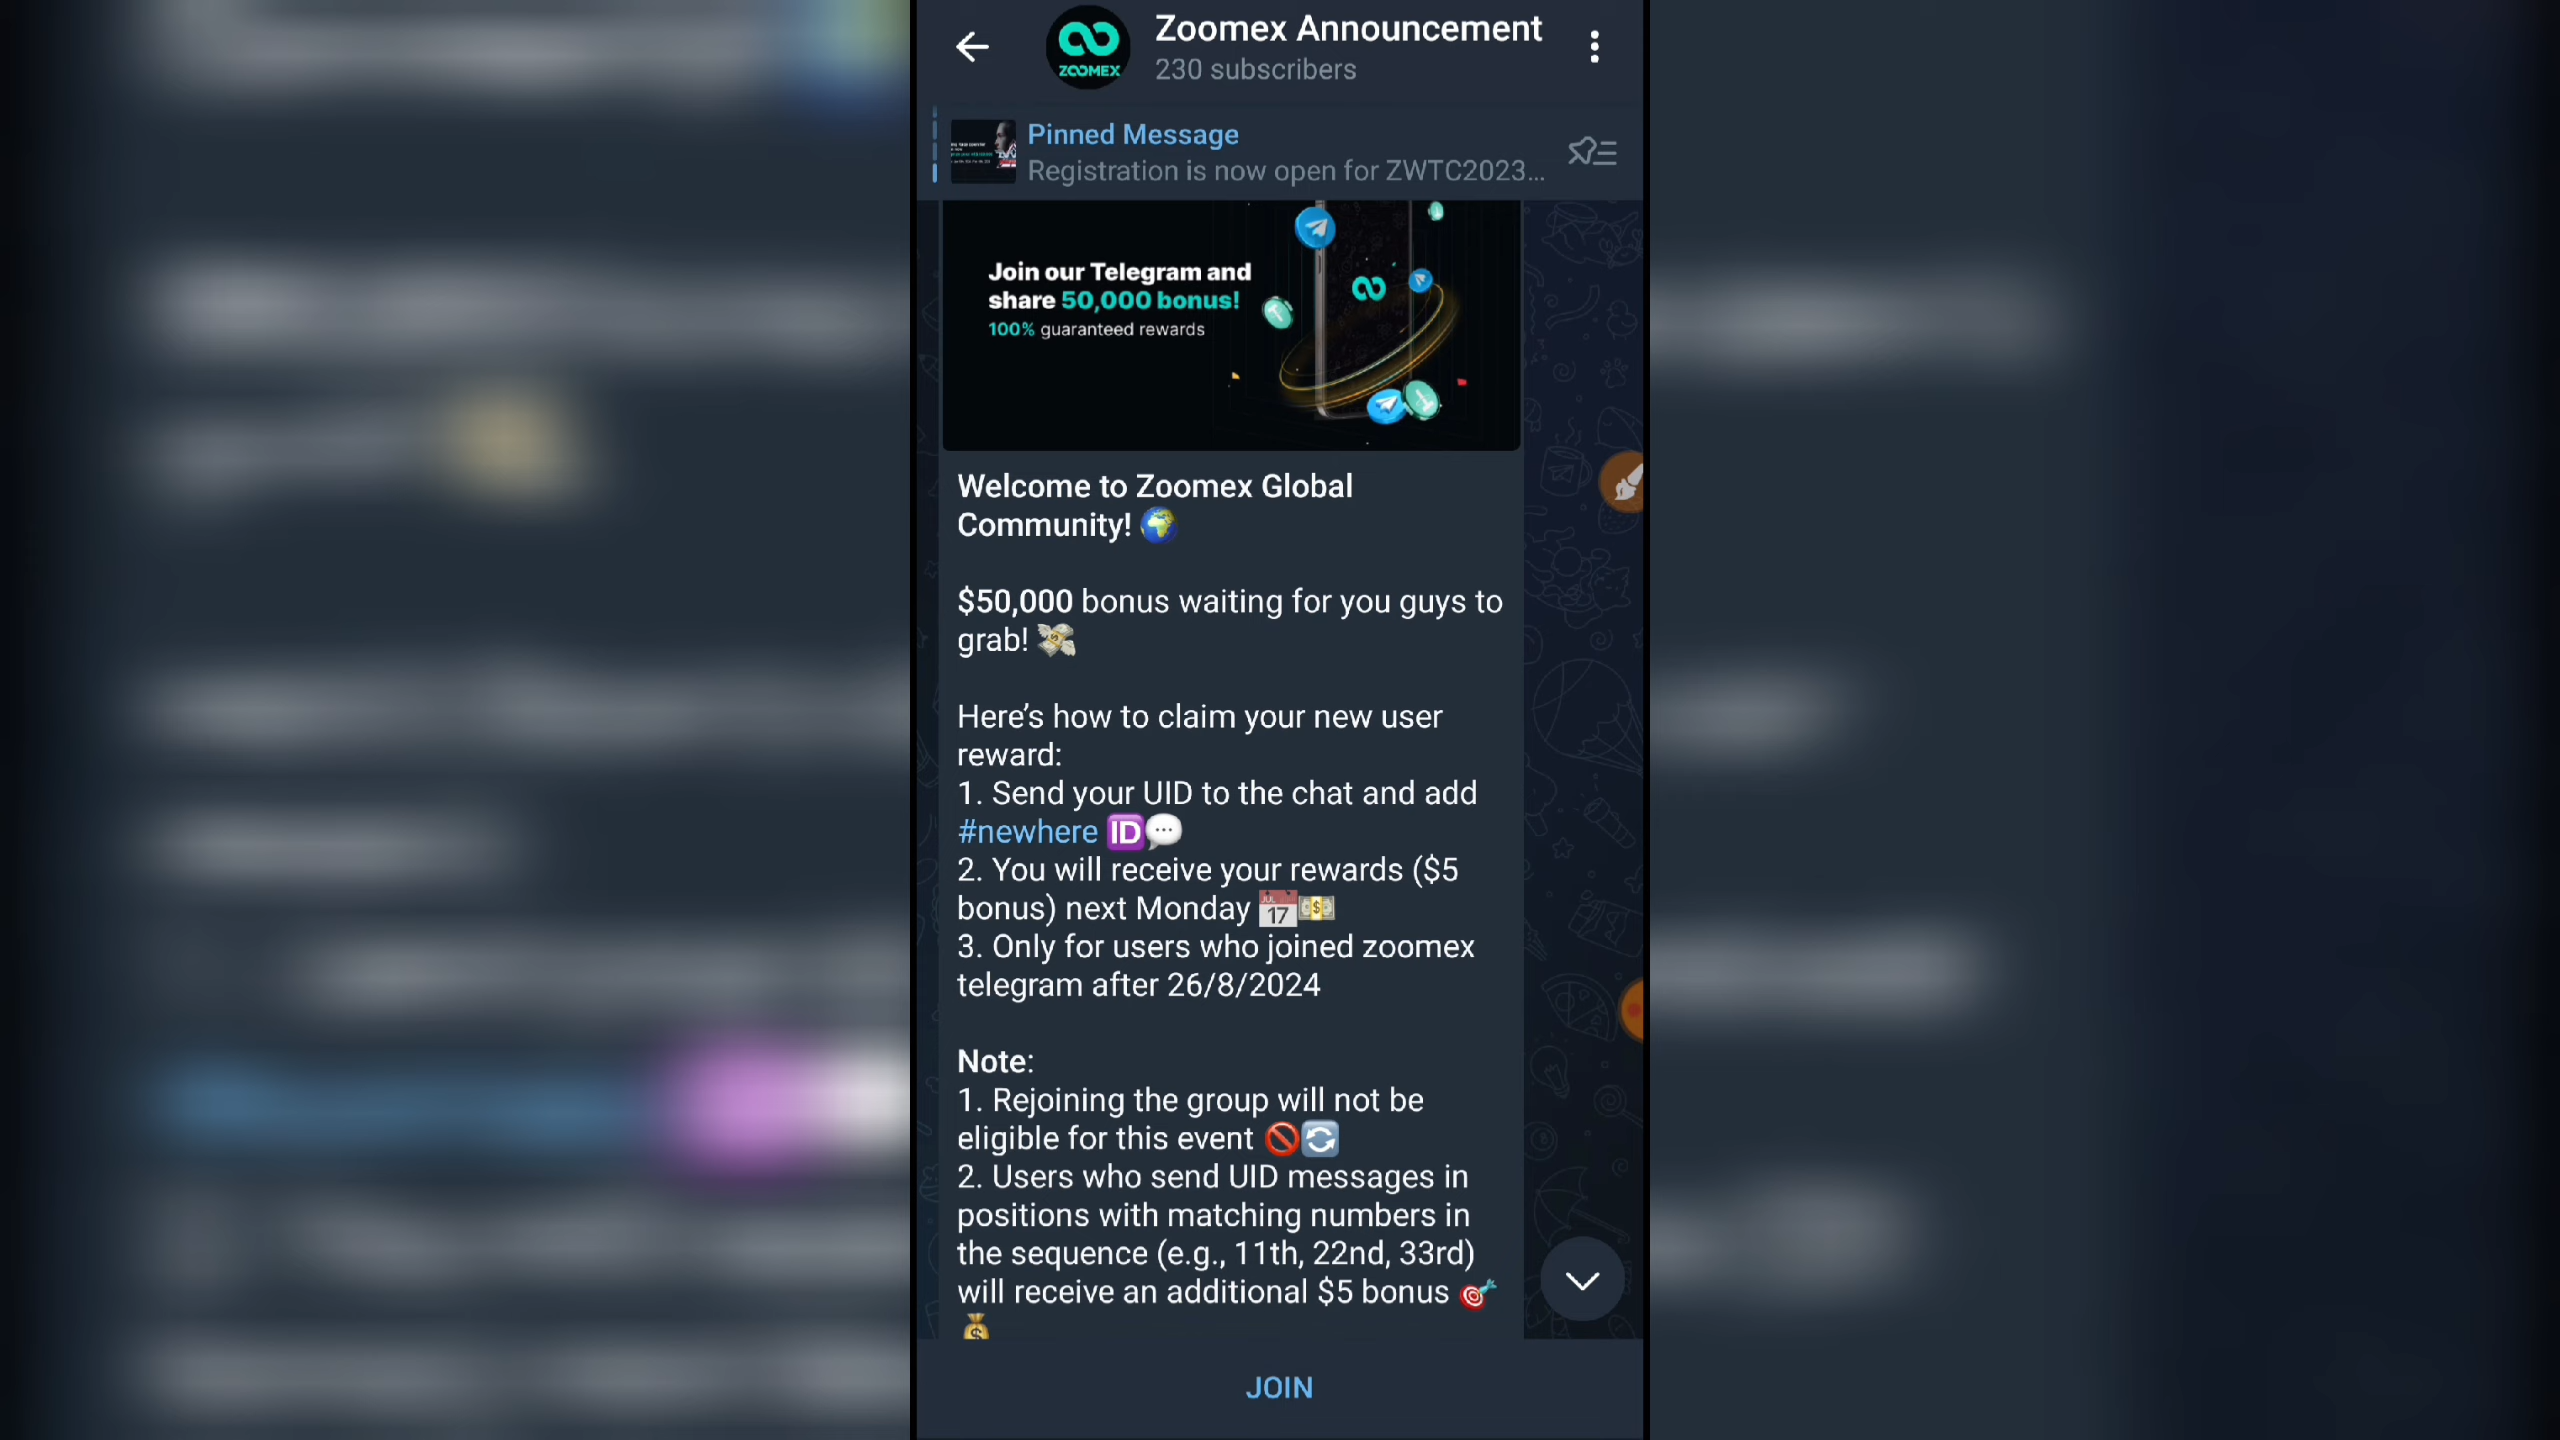 Zoomex Announcement
ZOOMEX
230 subscribers
Pinned Message
Registration is now open for ZWTC2023...
Join our Telegram and
share 50,000 bonus!
100% guaranteed rewards
Welcome to Zoomex Global
Community! 🌍
$50,000 bonus waiting for you guys to
grab! 💸
Here’s how to claim your new user
reward:
1. Send your UID to the chat and add
#newhere 🆔💬
2. You will receive your rewards ($5
bonus) next Monday 📅💵
3. Only for users who joined zoomex
telegram after 26/8/2024
Note:
1. Rejoining the group will not be
eligible for this event 🚫🔄
2. Users who send UID messages in
positions with matching numbers in
the sequence (e.g., 11th, 22nd, 33rd)
will receive an additional $5 bonus 🎯
💰
JOIN